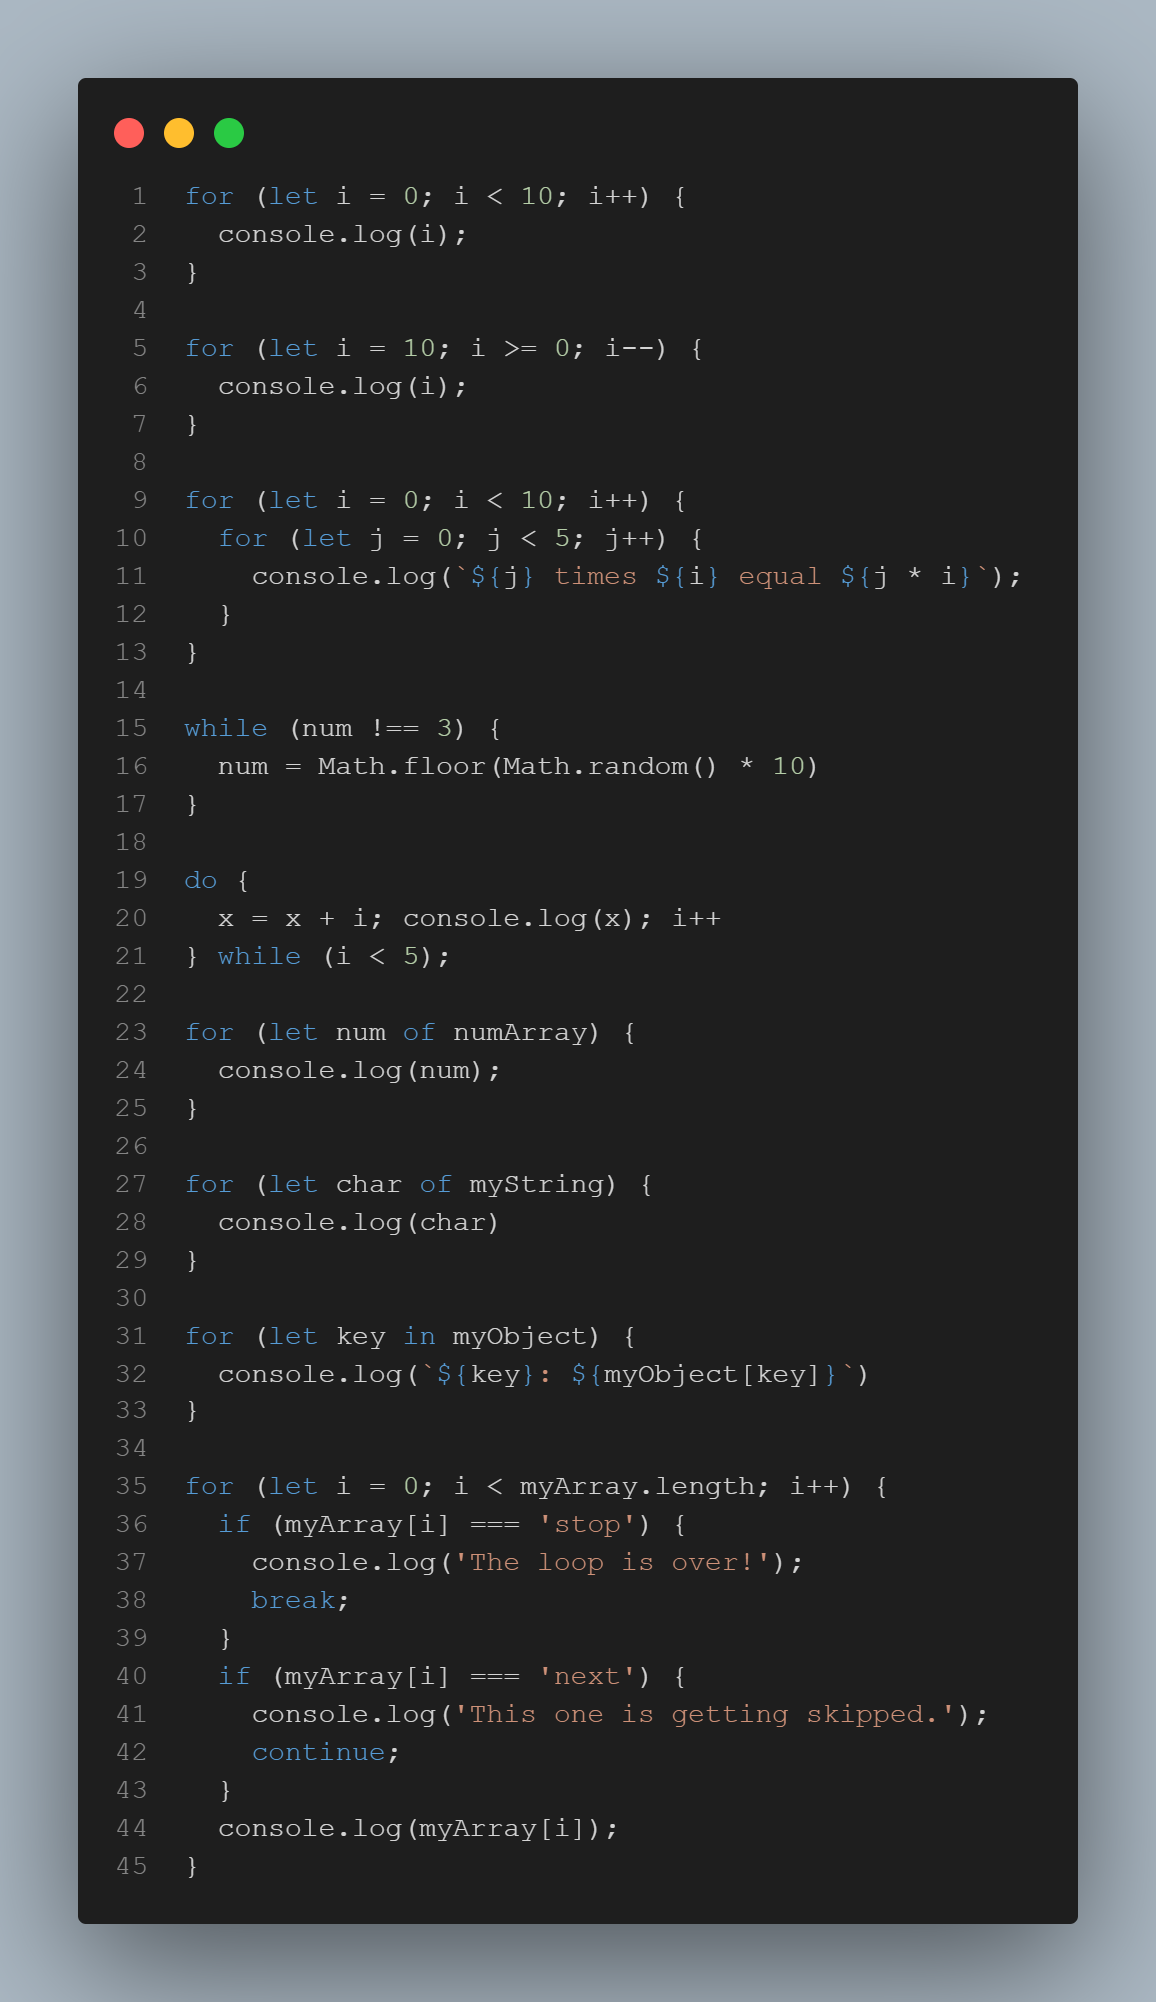 1 for (let i = 0; i < 10; i++) {
2   console.log(i);
3 }
4
5 for (let i = 10; i >= 0; i--) {
6   console.log(i);
7 }
8
9 for (let i = 0; i < 10; i++) {
10   for (let j = 0; j < 5; j++) {
11     console.log(`${j} times ${i} equal ${j * i}`);
12   }
13 }
14
15 while (num !== 3) {
16   num = Math.floor(Math.random() * 10)
17 }
18
19 do {
20   x = x + i; console.log(x); i++
21 } while (i < 5);
22
23 for (let num of numArray) {
24   console.log(num);
25 }
26
27 for (let char of myString) {
28   console.log(char)
29 }
30
31 for (let key in myObject) {
32   console.log(`${key}: ${myObject[key]}`)
33 }
34
35 for (let i = 0; i < myArray.length; i++) {
36   if (myArray[i] === 'stop') {
37     console.log('The loop is over!');
38     break;
39   }
40   if (myArray[i] === 'next') {
41     console.log('This one is getting skipped.');
42     continue;
43   }
44   console.log(myArray[i]);
45 }